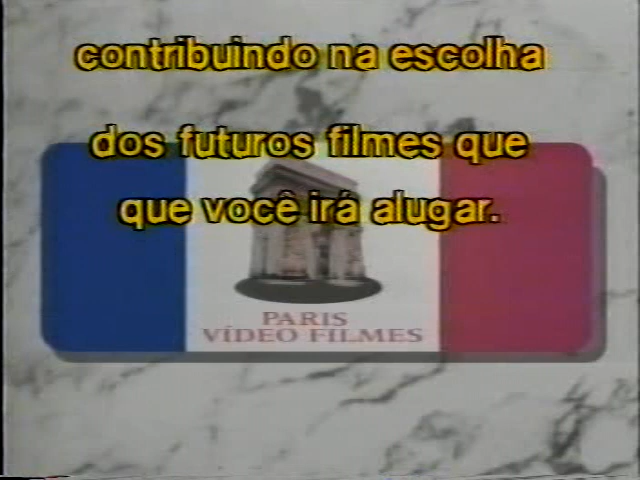 contribuindo na escolha
dos futuros filmes que
que você irá alugar.
PARIS
VÍDEO FILMES